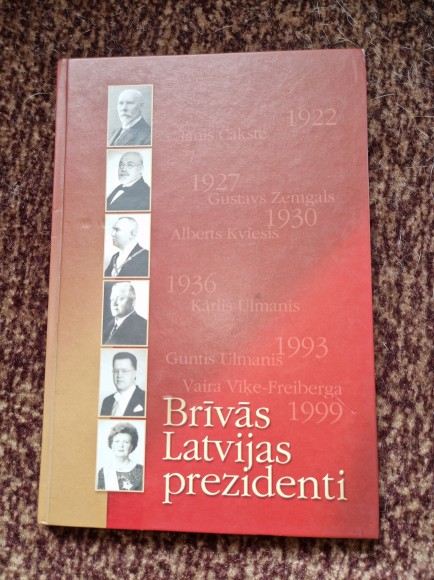 1922
Jānis Čakste
1927
Gustavs Zemgals
1930
Alberts Kviesis
1936
Kārlis Ulmanis
1993
Guntis Ulmanis
Vaira Vīķe-Freiberga
1999
Brīvās
Latvijas
prezidenti